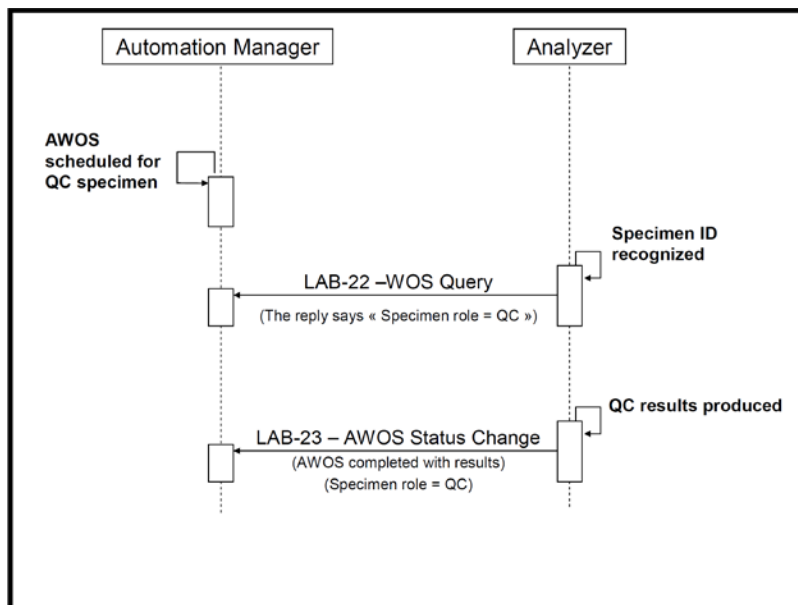 Automation Manager
Analyzer
AWOS
scheduled for
QC specimen
Specimen ID
recognized
LAB-22 –WOS Query
(The reply says « Specimen role = QC »)
QC results produced
LAB-23 – AWOS Status Change
(AWOS completed with results)
(Specimen role = QC)